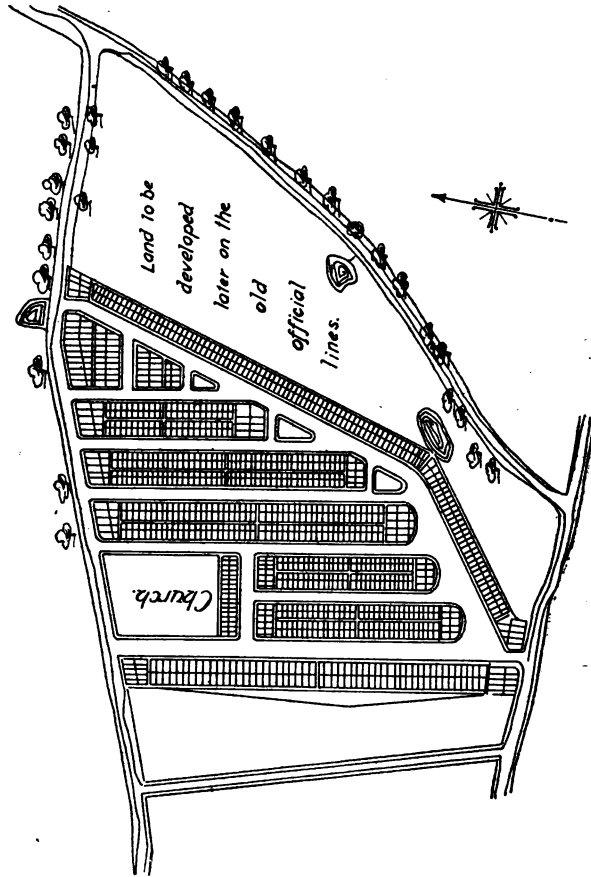 Land to be
developed
later on the
old
official
lines.
Church.